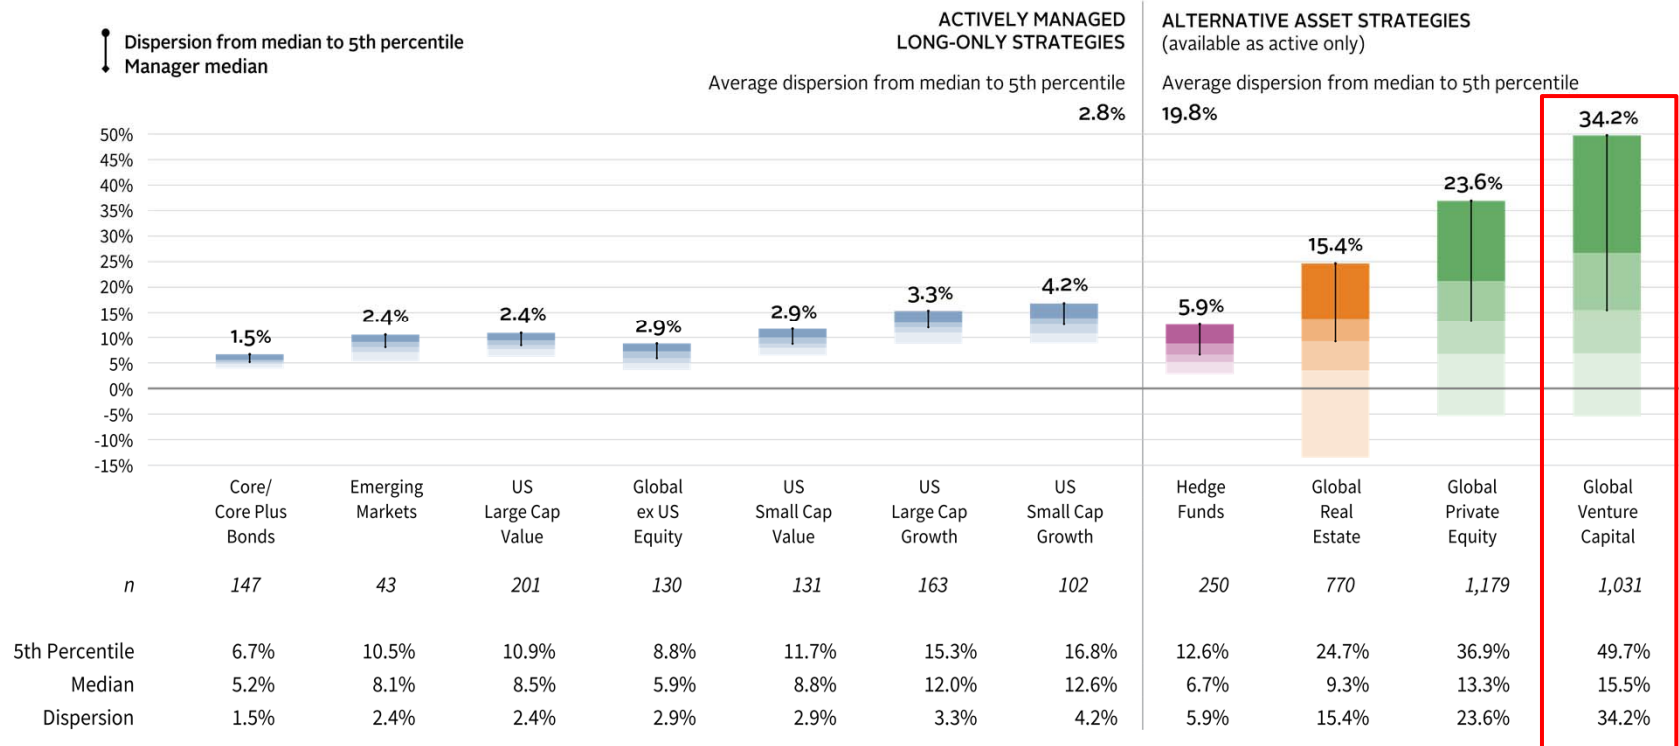 Dispersion from median to 5th percentile
Manager median
ACTIVELY MANAGED
LONG-ONLY STRATEGIES
Average dispersion from median to 5th percentile
2.8%
ALTERNATIVE ASSET STRATEGIES
(available as active only)
Average dispersion from median to 5th percentile
19.8%
50%
45%
40%
35%
30%
25%
20%
15%
10%
5%
0%
-5%
-10%
-15%
1.5%
2.4%
2.4%
2.9%
2.9%
3.3%
4.2%
5.9%
15.4%
23.6%
34.2%
Core/
Core Plus
Bonds
Emerging
Markets
US
Large Cap
Value
Global
ex US
Equity
US
Small Cap
Value
US
Large Cap
Growth
US
Small Cap
Growth
Hedge
Funds
Global
Real
Estate
Global
Private
Equity
Global
Venture
Capital
n 147 43 201 130 131 163 102 250 770 1,179 1,031
5th Percentile 6.7% 10.5% 10.9% 8.8% 11.7% 15.3% 16.8% 12.6% 24.7% 36.9% 49.7%
Median 5.2% 8.1% 8.5% 5.9% 8.8% 12.0% 12.6% 6.7% 9.3% 13.3% 15.5%
Dispersion 1.5% 2.4% 2.4% 2.9% 2.9% 3.3% 4.2% 5.9% 15.4% 23.6% 34.2%